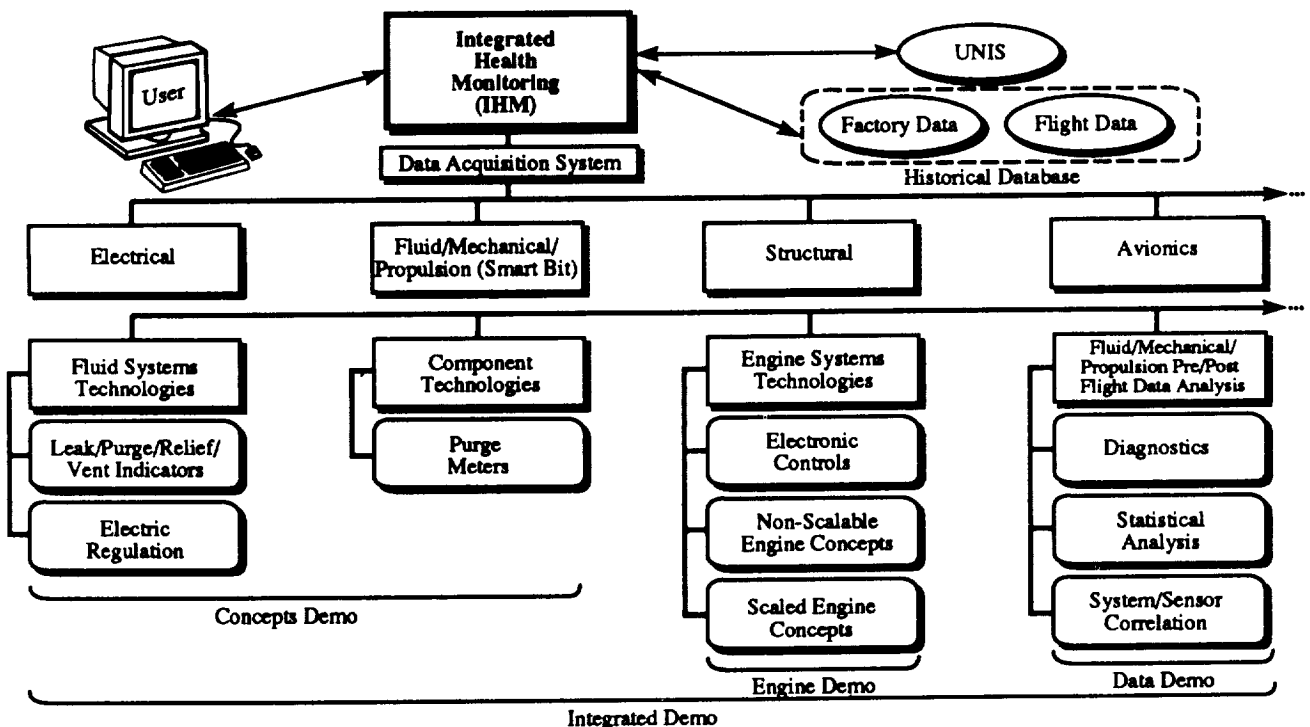 User
Integrated
Health
Monitoring
(IHM)
UNIS
Factory Data
Flight Data
Historical Database
Data Acquisition System
...
Electrical
Fluid/Mechanical/
Propulsion (Smart Bit)
Structural
Avionics
...
Fluid Systems
Technologies
Leak/Purge/Relief/
Vent Indicators
Electric
Regulation
Component
Technologies
Purge
Meters
Concepts Demo
Engine Systems
Technologies
Electronic
Controls
Non-Scalable
Engine Concepts
Scaled Engine
Concepts
Engine Demo
Fluid/Mechanical/
Propulsion Pre/Post
Flight Data Analysis
Diagnostics
Statistical
Analysis
System/Sensor
Correlation
Data Demo
Integrated Demo